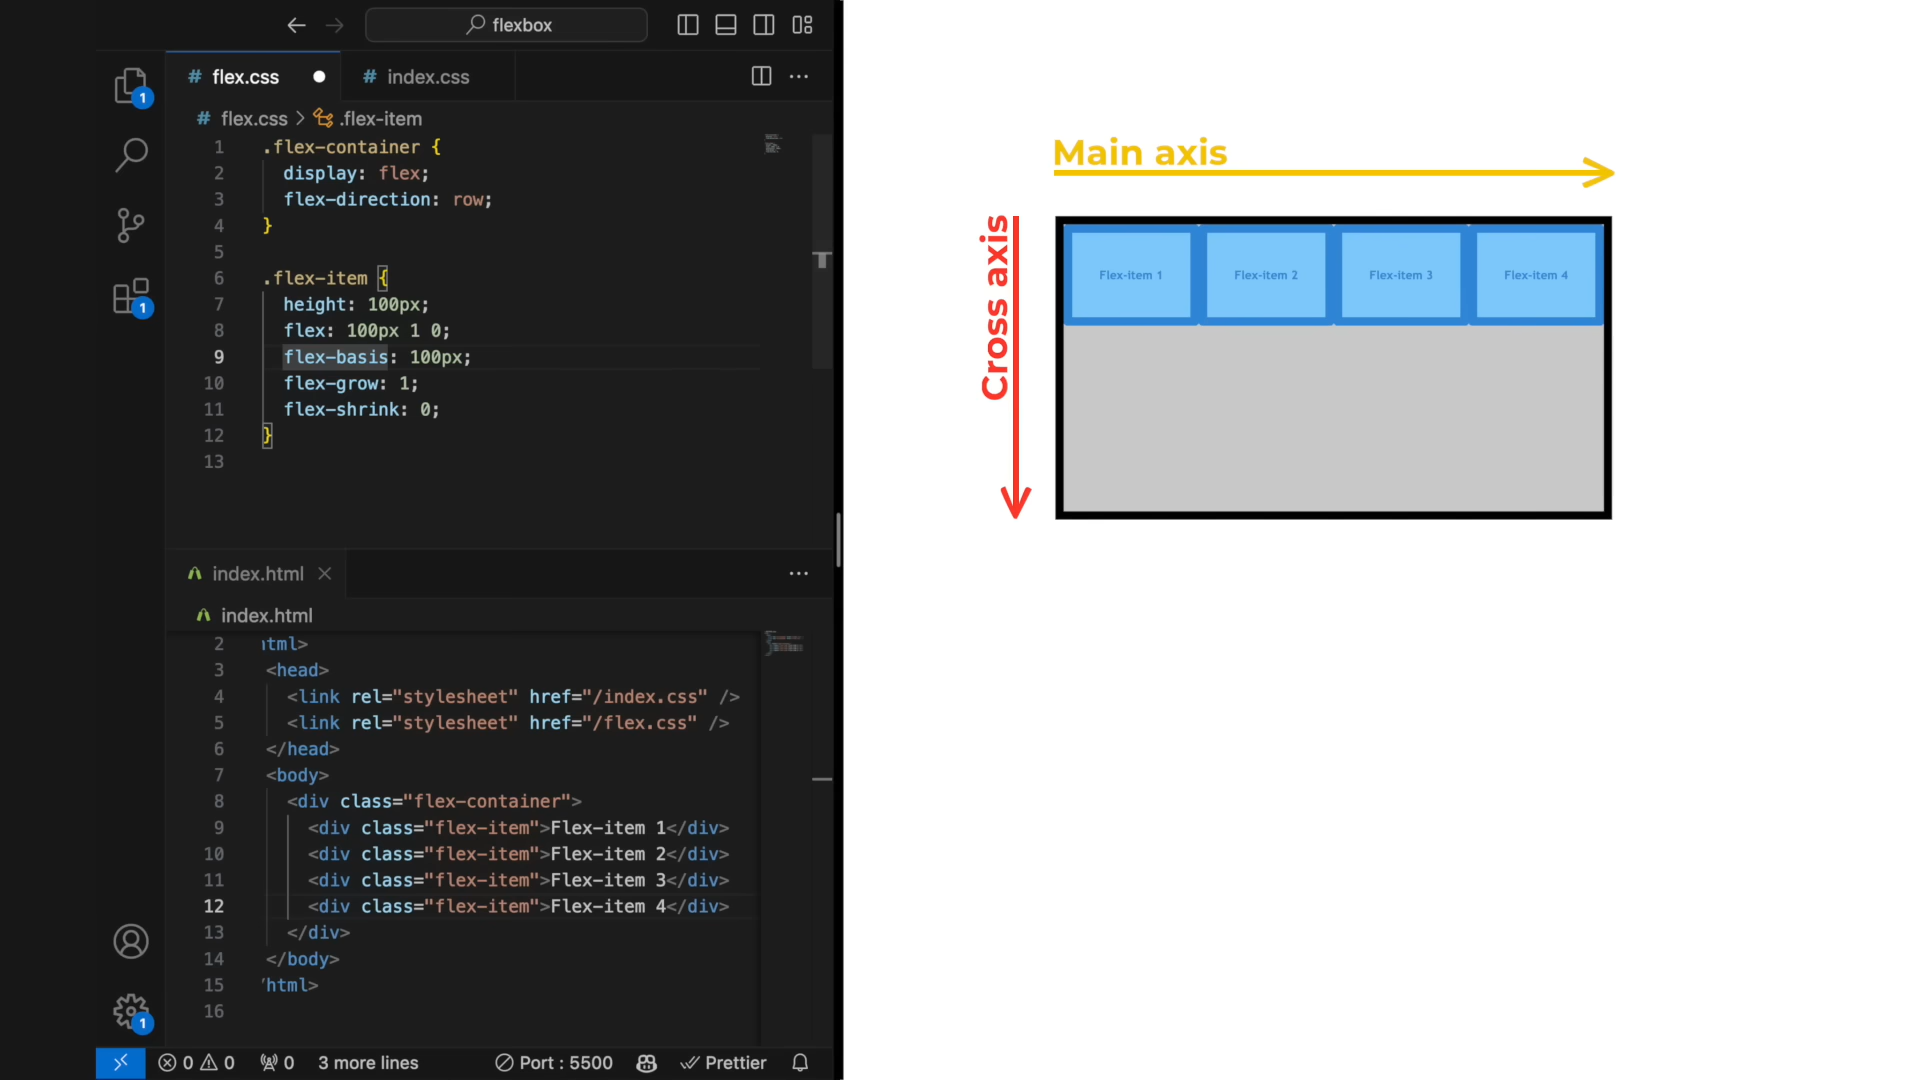 flexbox
# flex.css
# index.css
1
# flex.css > .flex-item
1 .flex-container {
2 display: flex;
3 flex-direction: row;
4 }
5
6 .flex-item {
7 height: 100px;
8 flex: 100px 1 0;
9 flex-basis: 100px;
10 flex-grow: 1;
11 flex-shrink: 0;
12 }
13
1
index.html
index.html
2 html>
3 <head>
4 <link rel="stylesheet" href="/index.css" />
5 <link rel="stylesheet" href="/flex.css" />
6 </head>
7 <body>
8 <div class="flex-container">
9 <div class="flex-item">Flex-item 1</div>
10 <div class="flex-item">Flex-item 2</div>
11 <div class="flex-item">Flex-item 3</div>
12 <div class="flex-item">Flex-item 4</div>
13 </div>
14 </body>
15 /html>
16
1
0 0 0 3 more lines Port : 5500 Prettier
Main axis
Cross axis
Flex-item 1 Flex-item 2 Flex-item 3 Flex-item 4